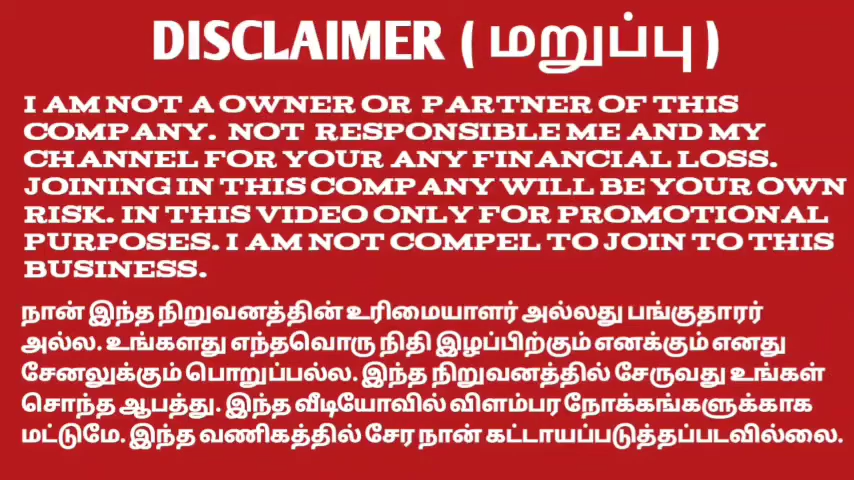 DISCLAIMER ( மறுப்பு )
I AM NOT A OWNER OR PARTNER OF THIS
COMPANY. NOT RESPONSIBLE ME AND MY
CHANNEL FOR YOUR ANY FINANCIAL LOSS.
JOINING IN THIS COMPANY WILL BE YOUR OWN
RISK. IN THIS VIDEO ONLY FOR PROMOTIONAL
PURPOSES. I AM NOT COMPEL TO JOIN TO THIS
BUSINESS.
நான் இந்த நிறுவனத்தின் உரிமையாளர் அல்லது பங்குதாரர்
அல்ல. உங்களது எந்தவொரு நிதி இழப்பிற்கும் எனக்கும் எனது
சேனலுக்கும் பொறுப்பல்ல. இந்த நிறுவனத்தில் சேருவது உங்கள்
சொந்த ஆபத்து. இந்த வீடியோவில் விளம்பர நோக்கங்களுக்காக
மட்டுமே. இந்த வணிகத்தில் சேர நான் கட்டாயப்படுத்தப்படவில்லை.